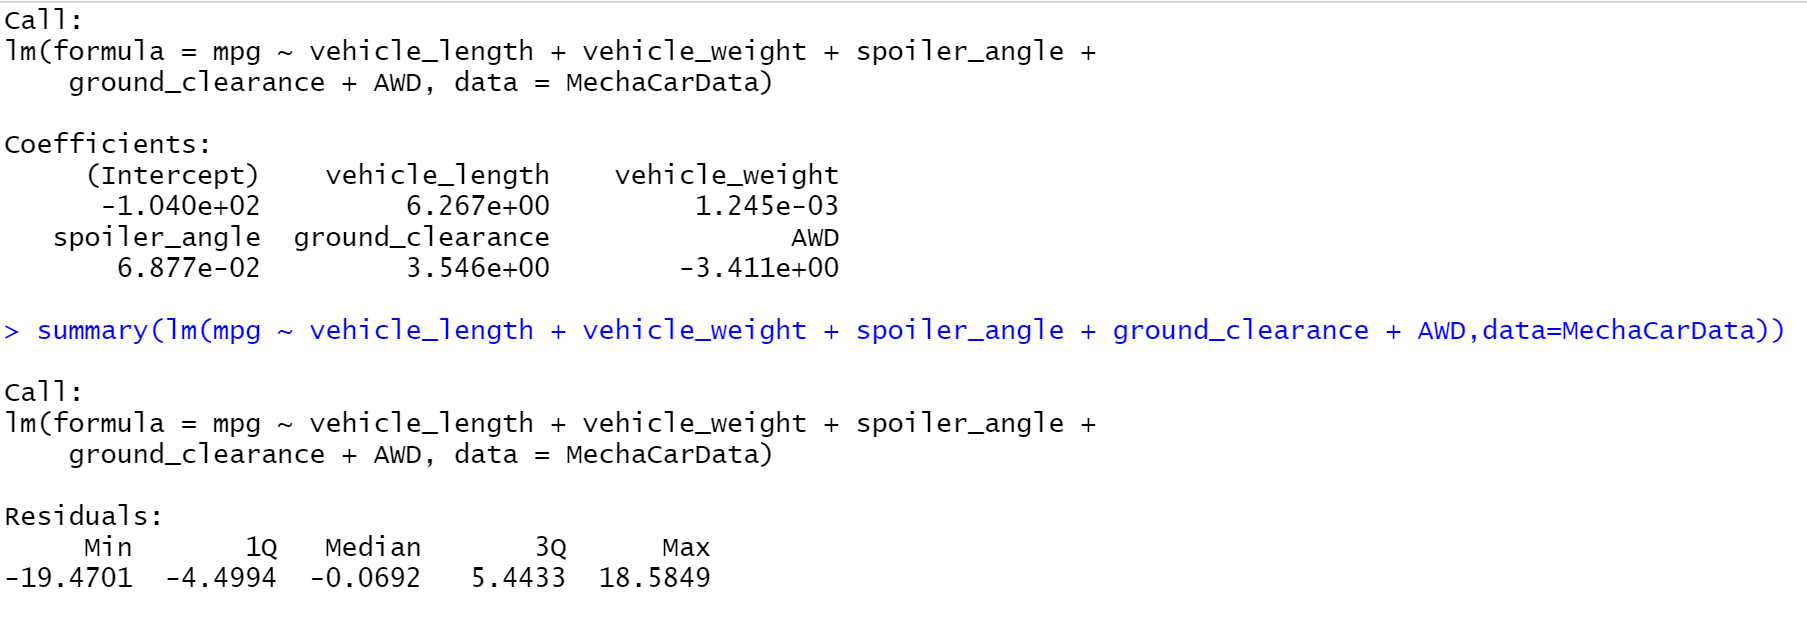 Call:
lm(formula = mpg ~ vehicle_length + vehicle_weight + spoiler_angle +
    ground_clearance + AWD, data = MechaCarData)

Coefficients:
     (Intercept)    vehicle_length    vehicle_weight
      -1.040e+02         6.267e+00         1.245e-03
   spoiler_angle  ground_clearance               AWD
       6.877e-02         3.546e+00        -3.411e+00

> summary(lm(mpg ~ vehicle_length + vehicle_weight + spoiler_angle + ground_clearance + AWD,data=MechaCarData))

Call:
lm(formula = mpg ~ vehicle_length + vehicle_weight + spoiler_angle +
    ground_clearance + AWD, data = MechaCarData)

Residuals:
     Min       1Q   Median       3Q      Max
-19.4701  -4.4994  -0.0692   5.4433  18.5849